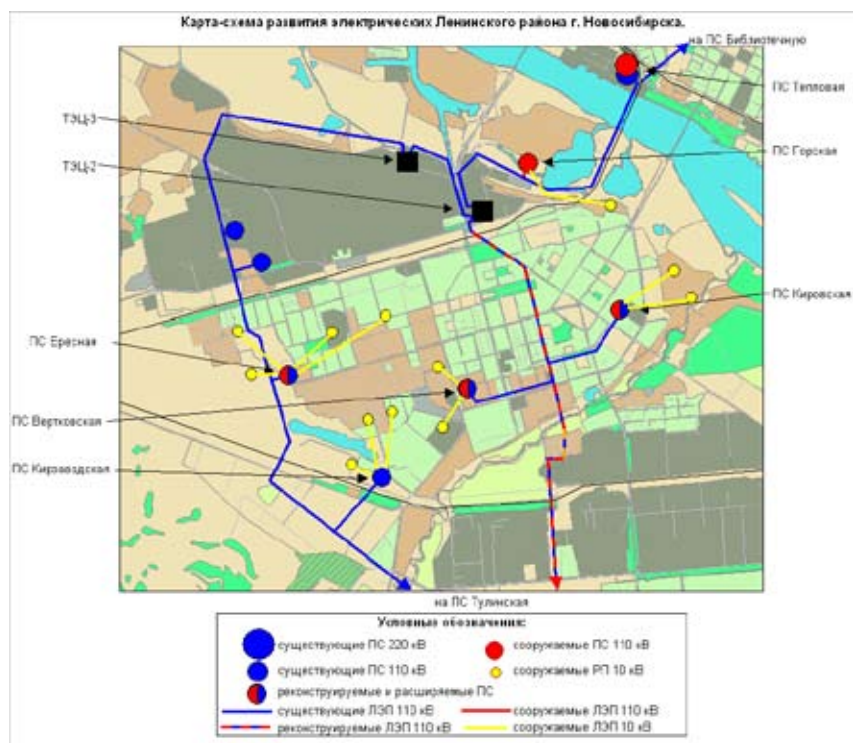 Карта-схема развития электрических Ленинского района г. Новосибирска.
на ПС Библиотечную
ПС Тепловая
ТЭЦ-3
ПС Горская
ТЭЦ-2
ПС Кировская
ПС Ересная
ПС Вертковская
ПС Кирзаводская
на ПС Тулинская
Условные обозначения:
существующие ПС 220 кВ
сооружаемые ПС 110 кВ
существующие ПС 110 кВ
сооружаемые РП 10 кВ
реконструируемые и расширяемые ПС
существующие ЛЭП 110 кВ
сооружаемые ЛЭП 110 кВ
реконструируемые ЛЭП 110 кВ
сооружаемые ЛЭП 10 кВ